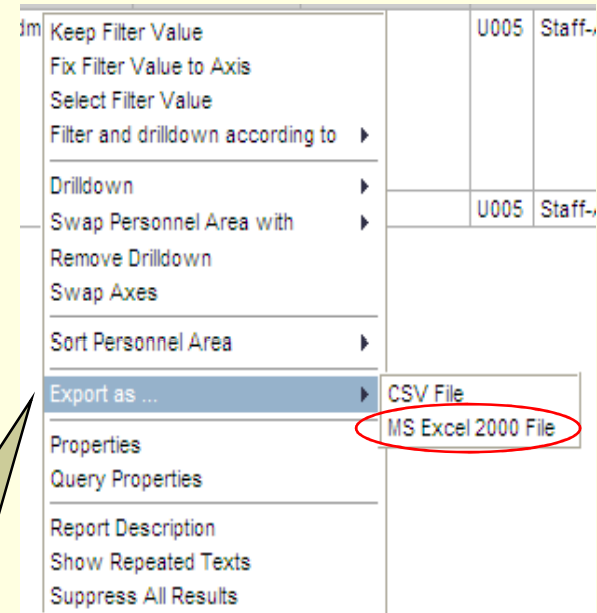 Keep Filter Value
U005 Staff-
Fix Filter Value to Axis
Select Filter Value
Filter and drilldown according to
Drilldown
U005 Staff-
Swap Personnel Area with
Remove Drilldown
Swap Axes
Sort Personnel Area
Export as ...
CSV File
MS Excel 2000 File
Properties
Query Properties
Report Description
Show Repeated Texts
Suppress All Results